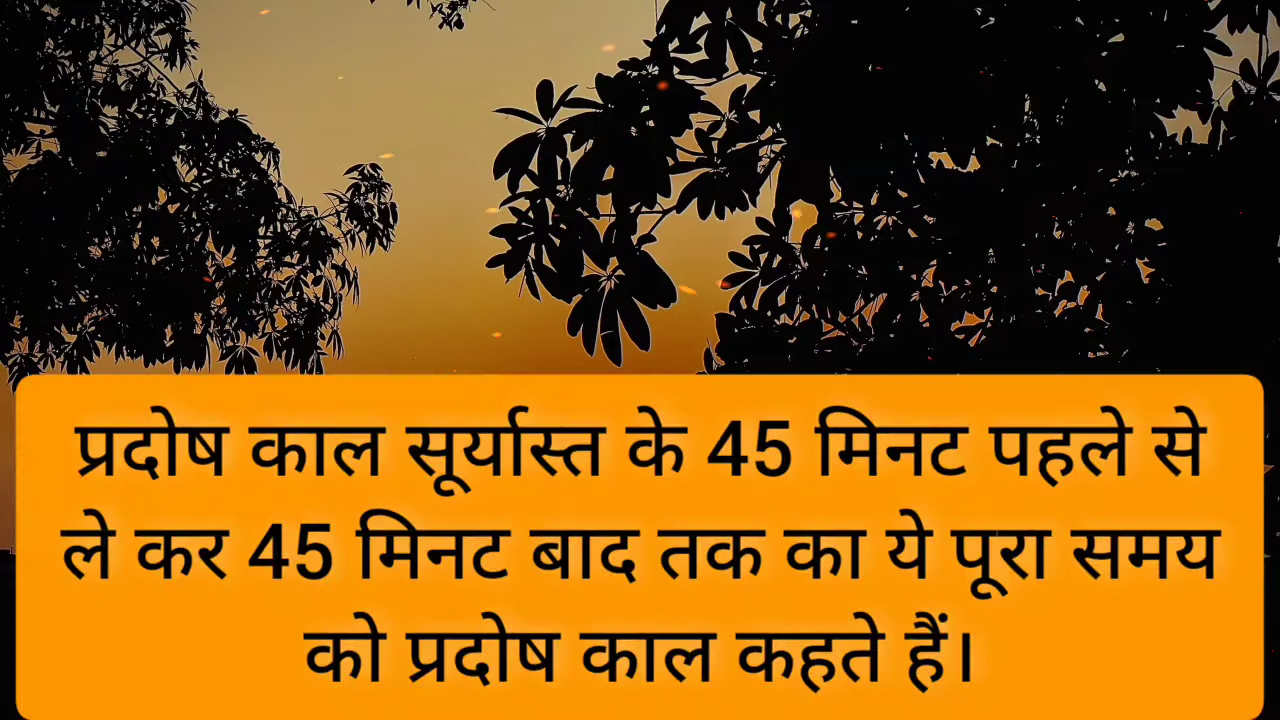 प्रदोष काल सूर्यास्त के 45 मिनट पहले से
ले कर 45 मिनट बाद तक का ये पूरा समय
को प्रदोष काल कहते हैं।